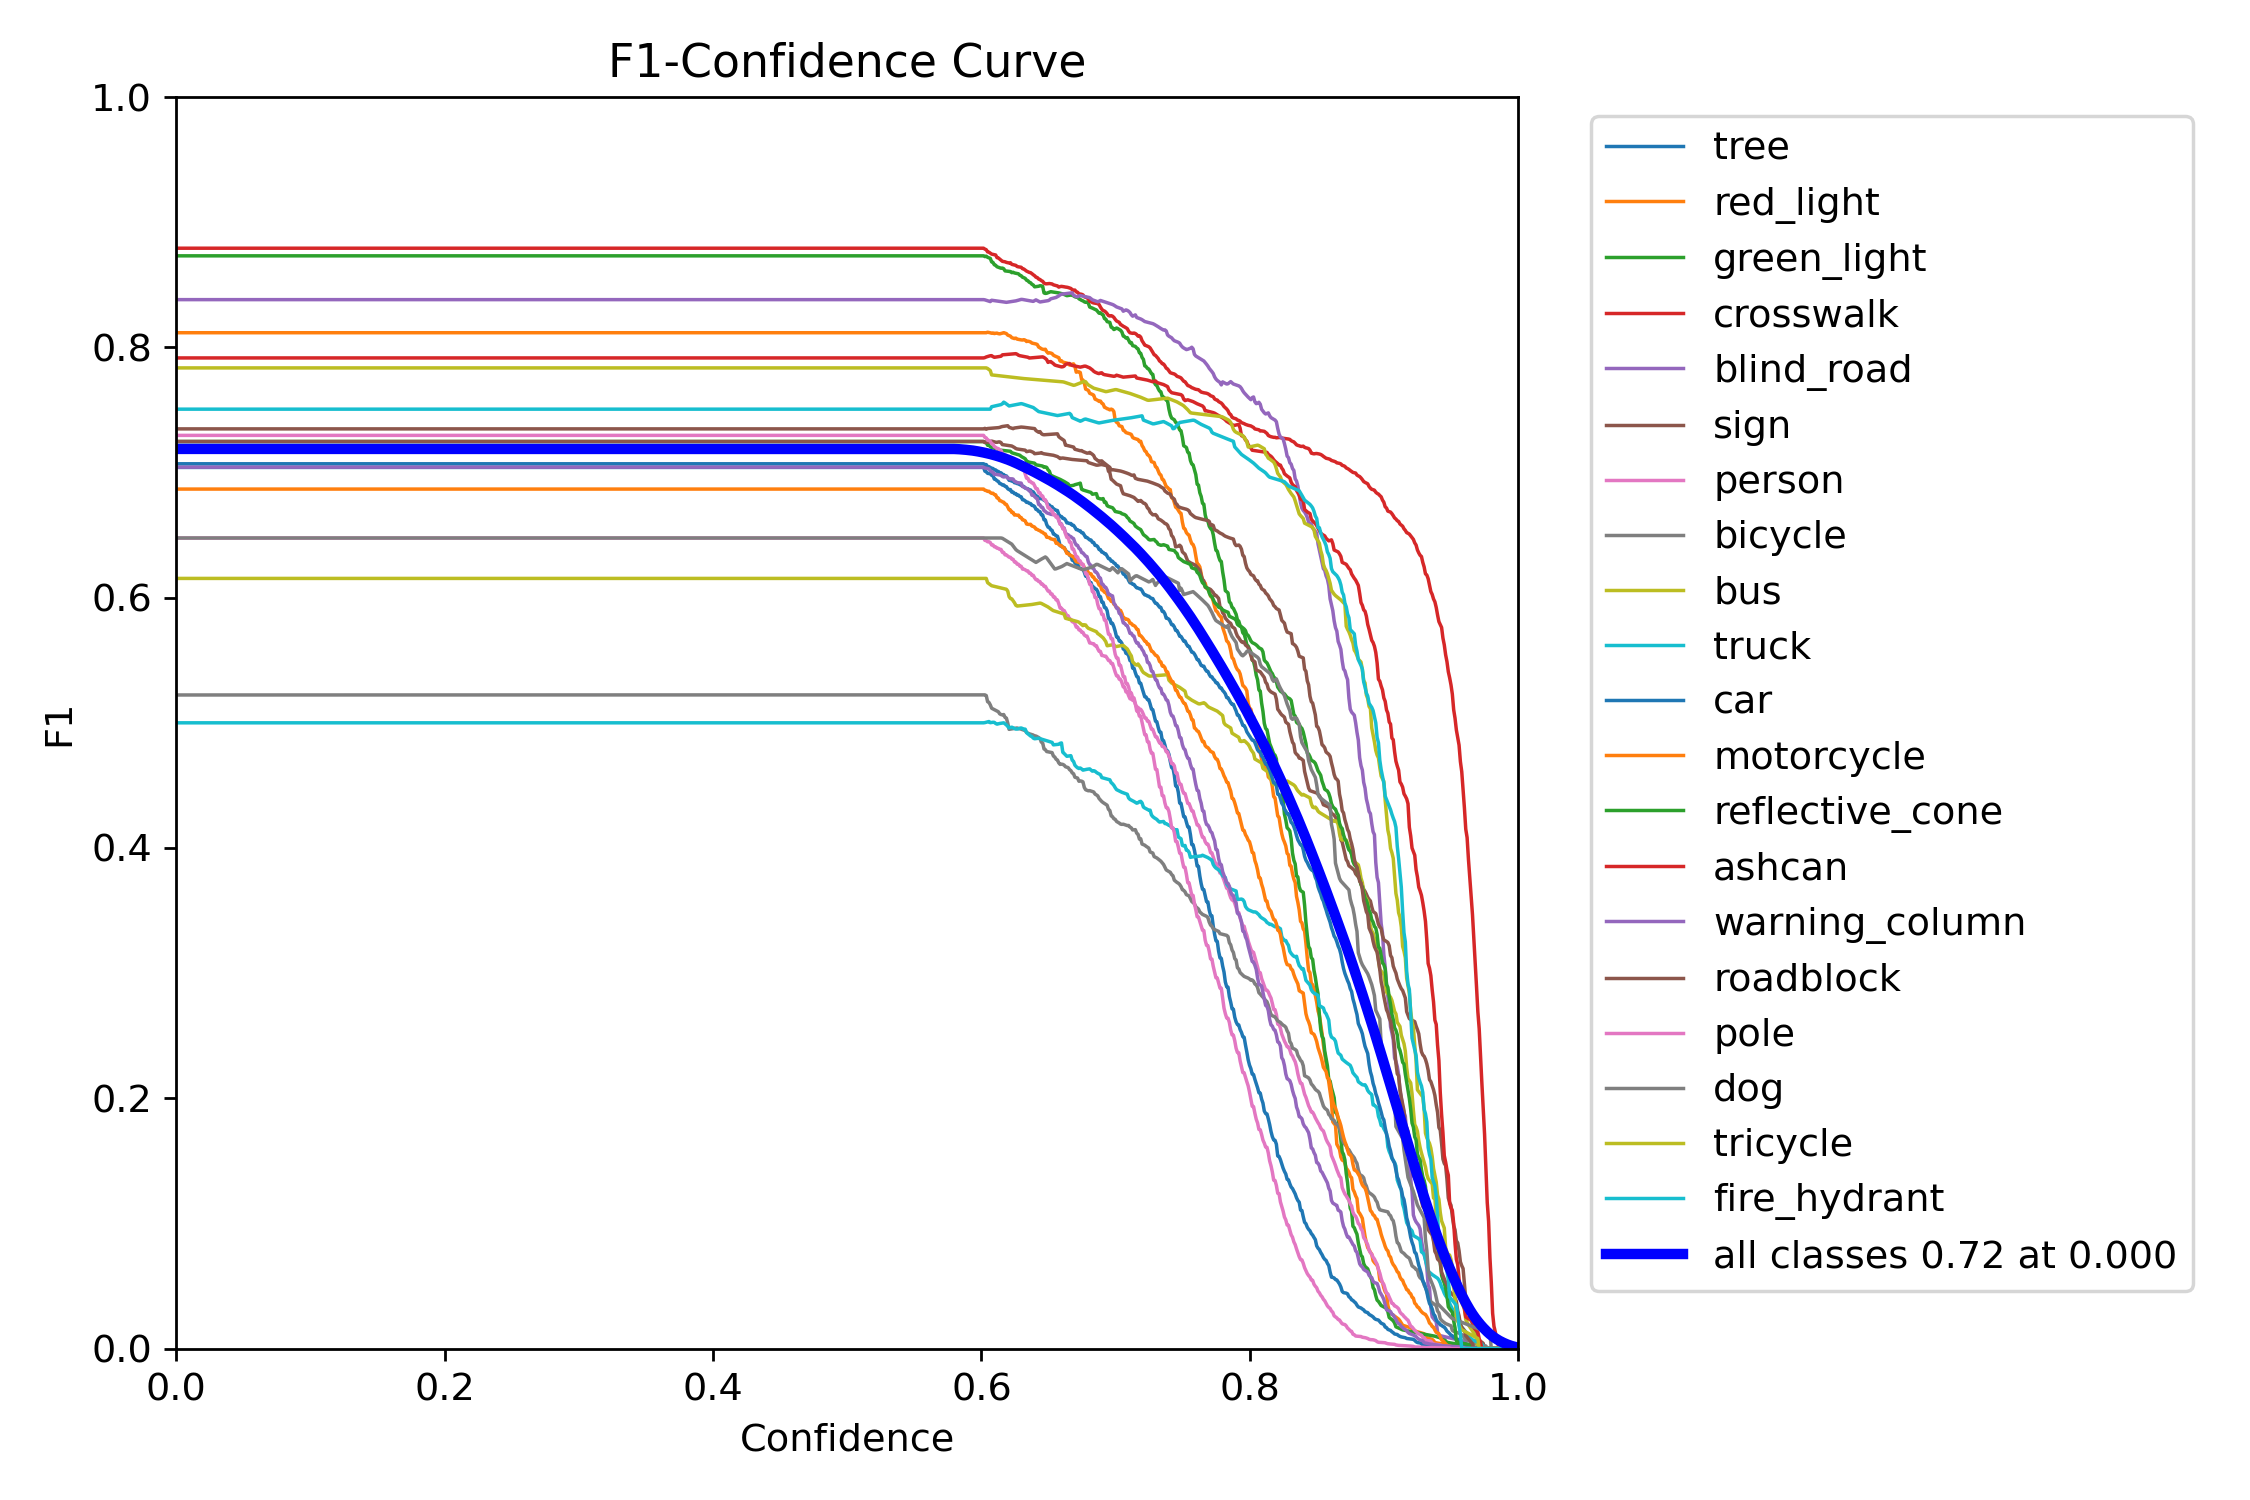 F1-Confidence Curve
1.0
0.8
0.6
0.4
0.2
0.0
F1
0.0 0.2 0.4 0.6 0.8 1.0
Confidence
tree
red_light
green_light
crosswalk
blind_road
sign
person
bicycle
bus
truck
car
motorcycle
reflective_cone
ashcan
warning_column
roadblock
pole
dog
tricycle
fire_hydrant
all classes 0.72 at 0.000